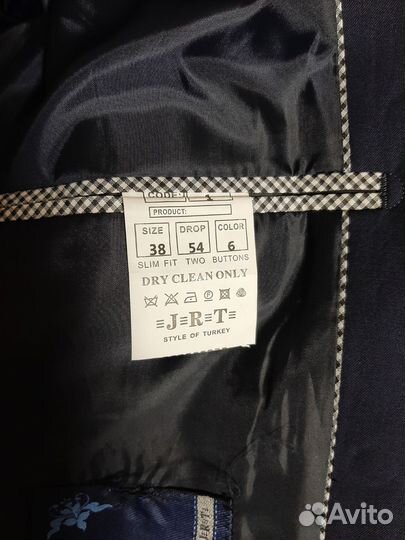 CODE:
PRODUCT:
SIZE DROP COLOR
38 54 6
SLIM FIT TWO BUTTONS
DRY CLEAN ONLY
≡J≡R≡T≡
STYLE OF TURKEY
J≡R≡T
Avito